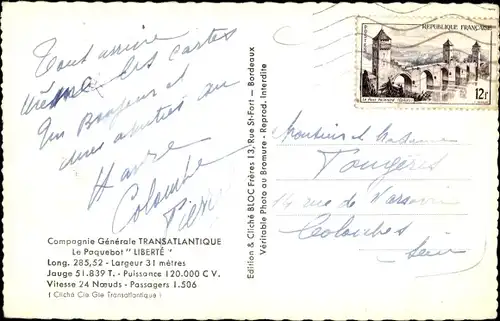 Tout arrive
même les cartes
Un Bonjour et
mes amitiés au
Havre
Colombe
Pierre
Compagnie Générale TRANSATLANTIQUE
Le Paquebot " LIBERTÉ "
Long. 285,52 - Largeur 31 mètres
Jauge 51.839 T. - Puissance 120.000 C V.
Vitesse 24 Nœuds - Passagers 1.506
( Cliché Cie Gle Transatlantique )
Edition & Cliché BLOC Frères 13, Rue St-Fort — Bordeaux
Véritable Photo au Bromure - Reprod. Interdite
REPUBLIQUE FRANÇAISE
12f
Monsieur et Madame
Fougères
14 rue de Varsovie
Colombes
Seine